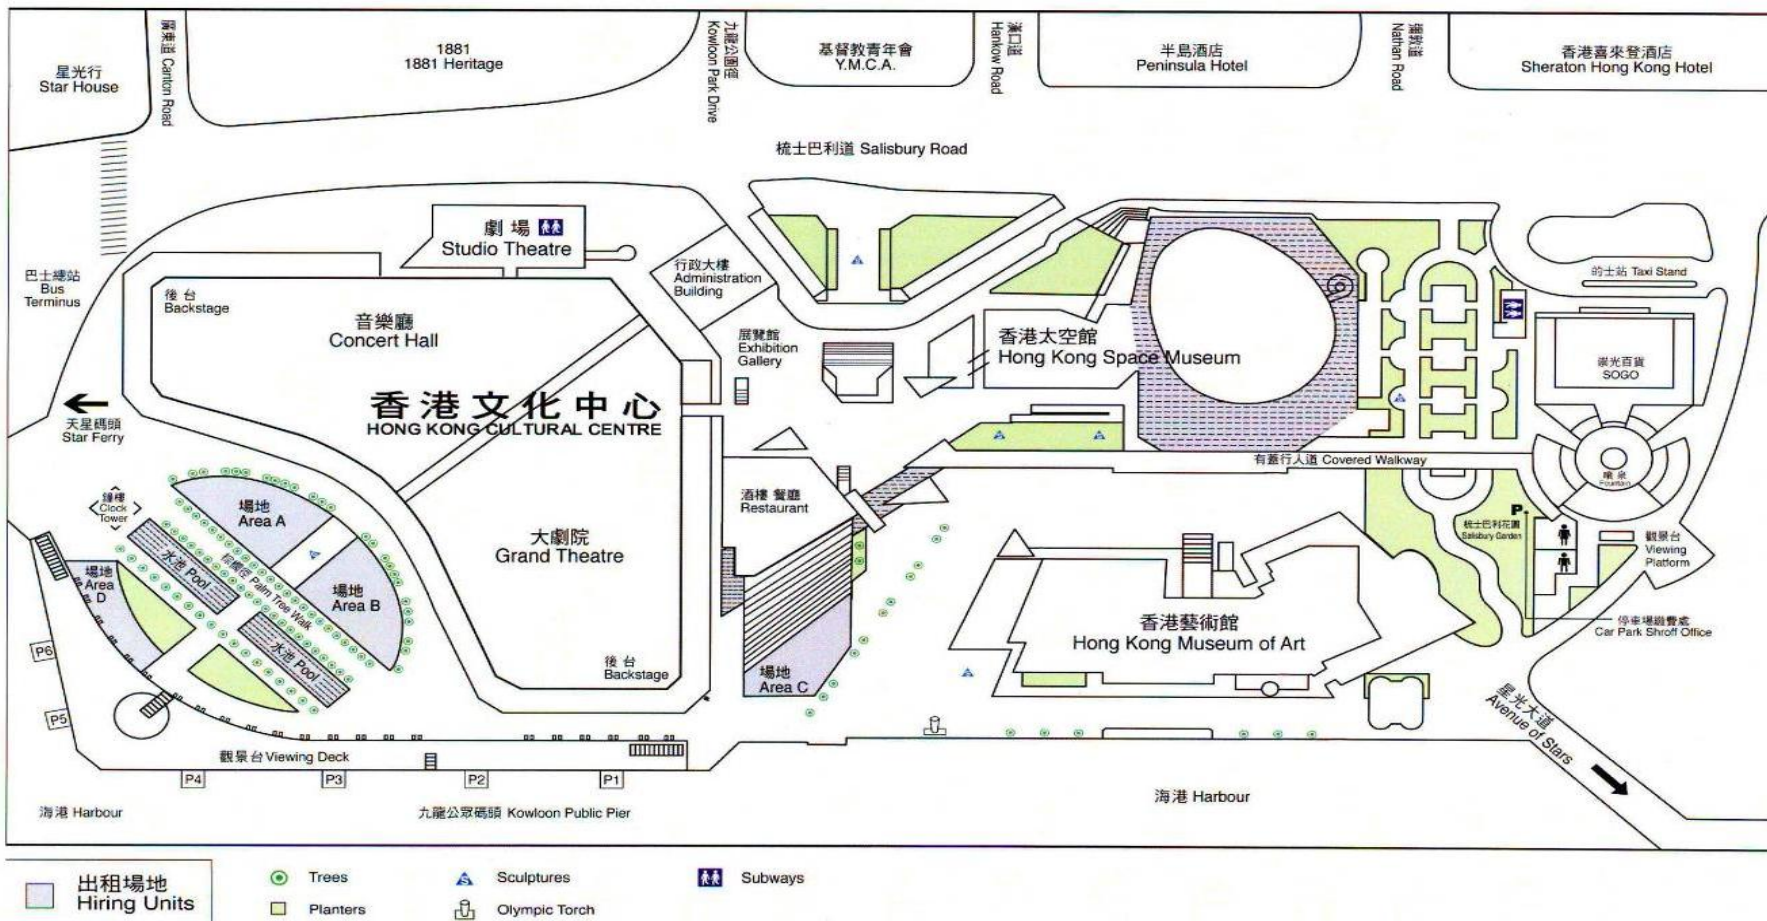 星光行
Star House
廣東道 Canton Road
1881
1881 Heritage
九龍公園徑
Kowloon Park Drive
基督教青年會
Y.M.C.A.
漢口道
Hankow Road
半島酒店
Peninsula Hotel
彌敦道
Nathan Road
香港喜來登酒店
Sheraton Hong Kong Hotel
梳士巴利道 Salisbury Road
巴士總站
Bus
Terminus
劇場
Studio Theatre
後台
Backstage
音樂廳
Concert Hall
行政大樓
Administration
Building
展覽館
Exhibition
Gallery
香港太空館
Hong Kong Space Museum
的士站 Taxi Stand
崇光百貨
SOGO
香港文化中心
HONG KONG CULTURAL CENTRE
天星碼頭
Star Ferry
有蓋行人道 Covered Walkway
噴泉
Fountain
鐘樓
Clock
Tower
場地
Area A
酒樓 餐廳
Restaurant
大劇院
Grand Theatre
P
梳士巴利花園
Salisbury Garden
觀景台
Viewing
Platform
場地
Area
D
水池 Pool
棕櫚徑 Palm Tree Walk
場地
Area B
水池 Pool
香港藝術館
Hong Kong Museum of Art
停車場繳費處
Car Park Shroff Office
後台
Backstage
場地
Area C
P6
P5
星光大道
Avenue of Stars
觀景台 Viewing Deck
P4
P3
P2
P1
海港 Harbour
九龍公眾碼頭 Kowloon Public Pier
海港 Harbour
出租場地
Hiring Units
Trees
Planters
Sculptures
Olympic Torch
Subways